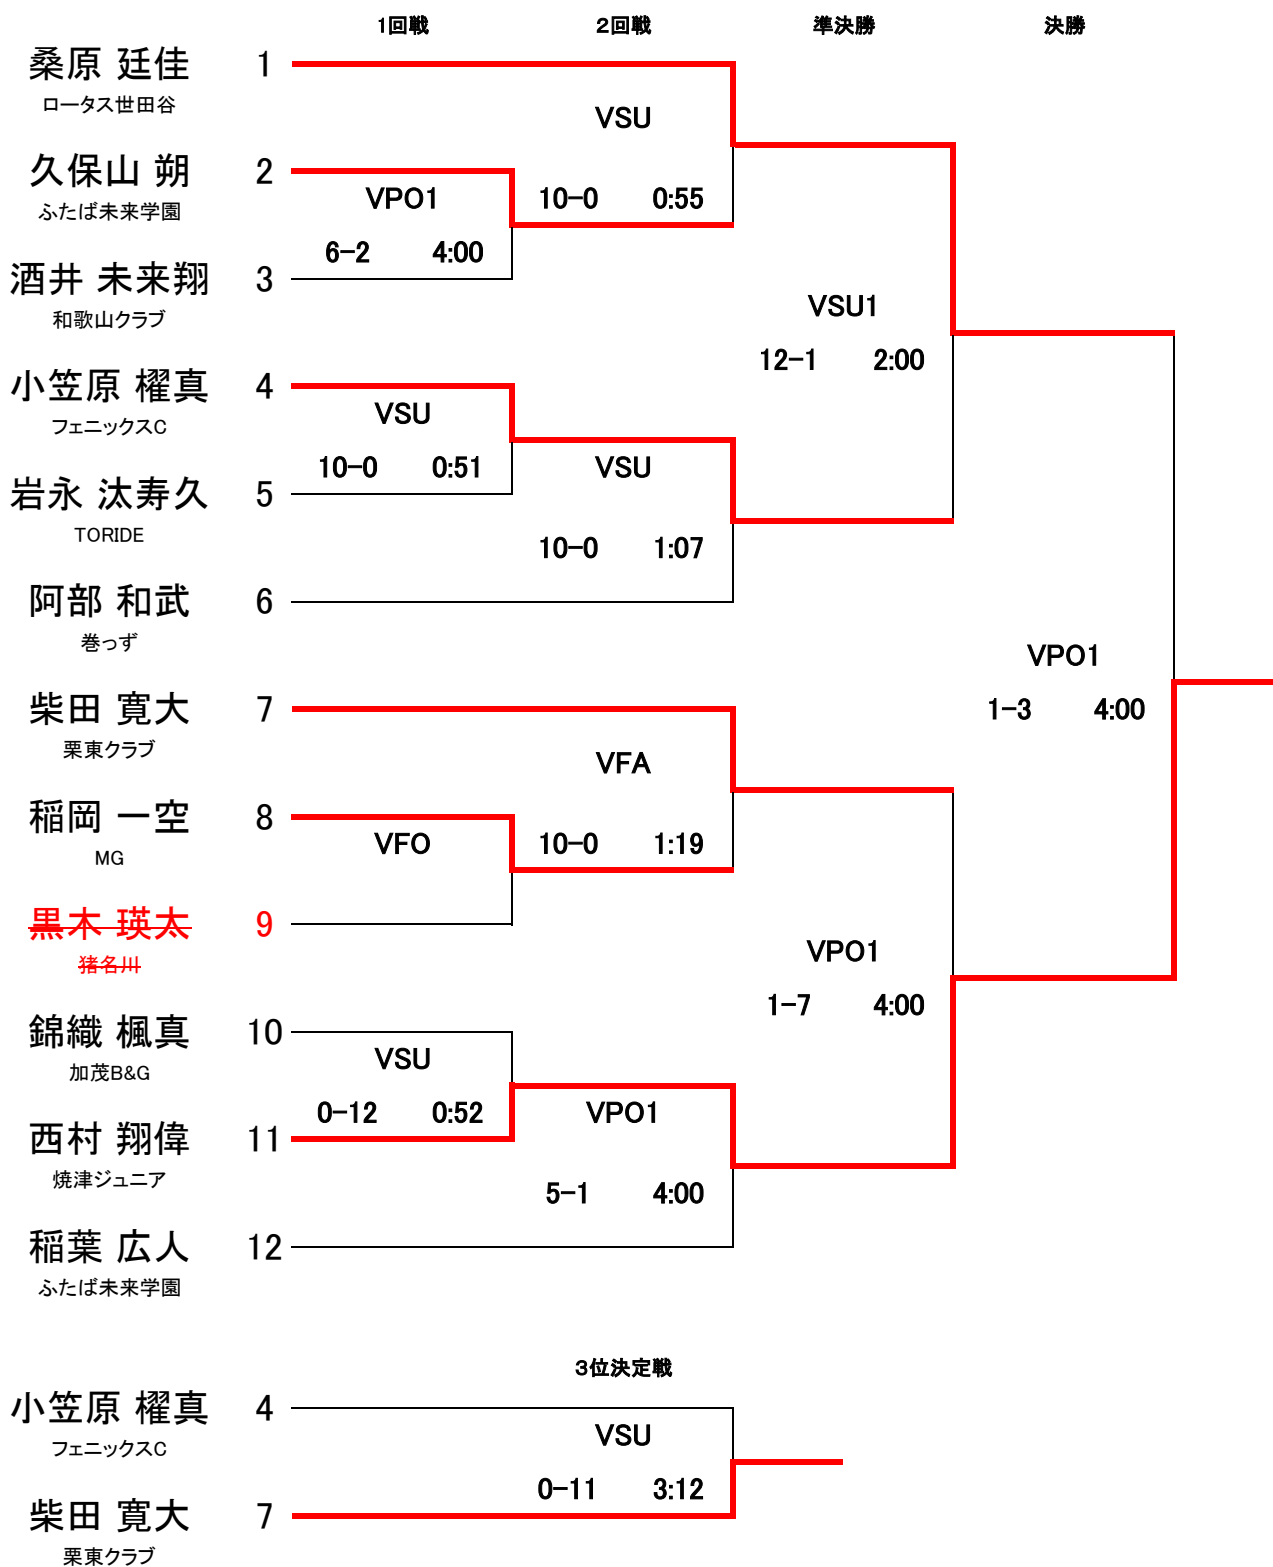 1回戦 2回戦 準決勝 決勝
桑原 廷佳 1
ロータス世田谷
VSU
久保山 朔 2
VPO1 10-0 0:55
ふたば未来学園
6-2 4:00
酒井 未来翔 3
和歌山クラブ
VSU1
12-1 2:00
小笠原 櫂真 4
フェニックスC
VSU
10-0 0:51 VSU
岩永 汰寿久 5
TORIDE
10-0 1:07
阿部 和武 6
巻っず
VPO1
柴田 寛大 7
1-3 4:00
栗東クラブ
VFA
稲岡 一空 8
VFO 10-0 1:19
MG
黒木 瑛太 9
猪名川
VPO1
1-7 4:00
錦織 楓真 10
加茂B&G
VSU
0-12 0:52 VPO1
西村 翔偉 11
焼津ジュニア
5-1 4:00
稲葉 広人 12
ふたば未来学園
3位決定戦
小笠原 櫂真 4
フェニックスC
VSU
0-11 3:12
柴田 寛大 7
栗東クラブ